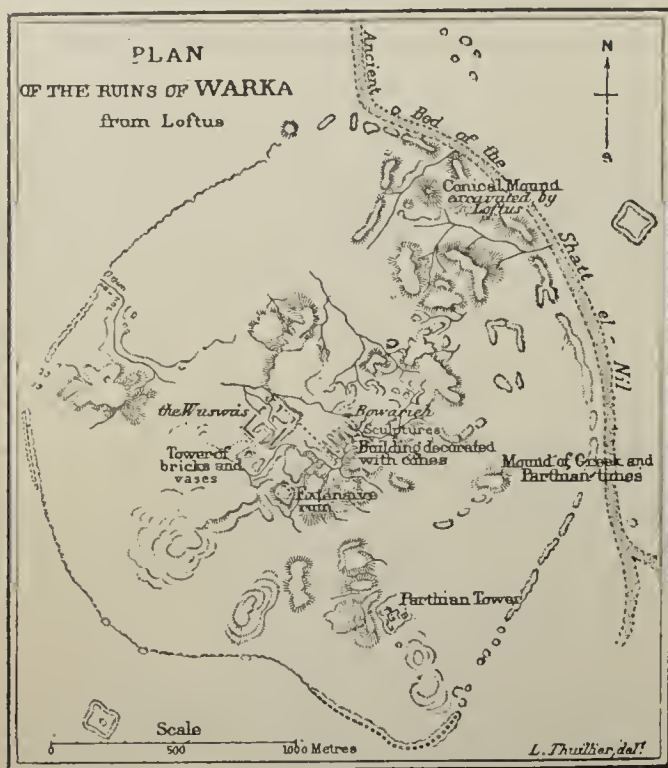 PLAN
OF THE RUINS OF WARKA
from Loftus
N
S
Ancient Bed of the Shatt el-Nil
Conical Mound
excavated by
Loftus
the Wuswas
Bowarieh
Sculptures
Building decorated
with cones
Tower of
bricks and
vases
Extensive
ruin
Mound of Greek and
Parthian times
Parthian Tower
Scale
0 500 1000 Metres
L. Thuillier, delt